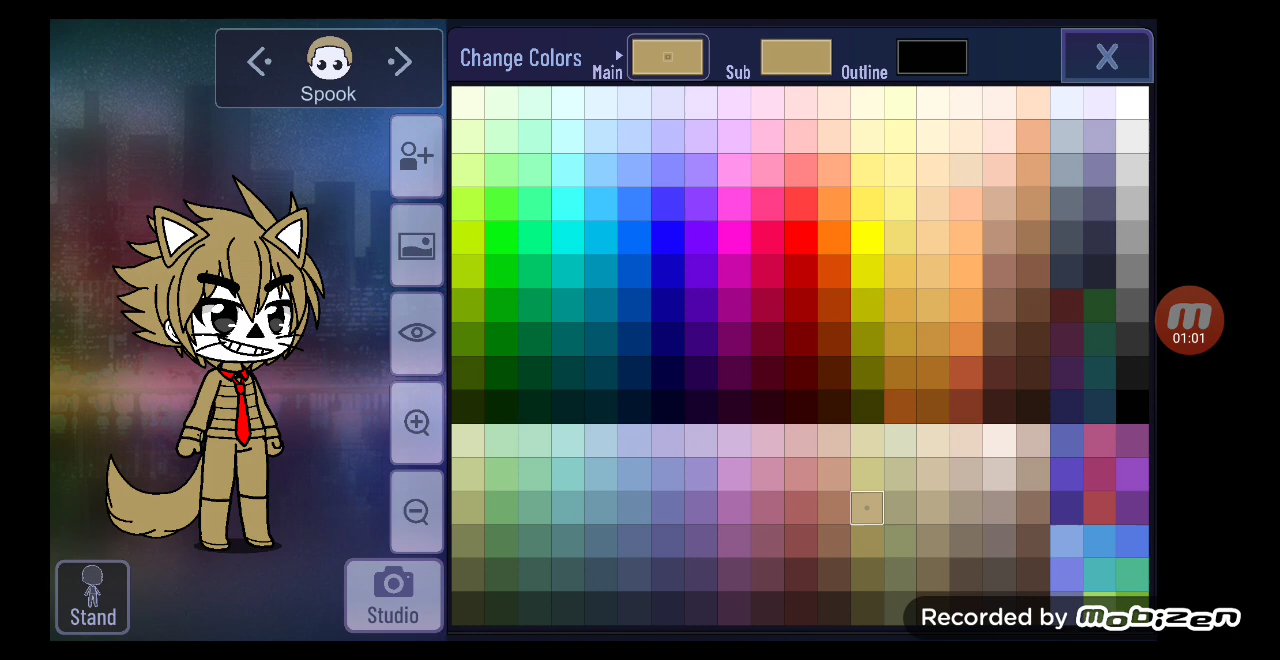 Spook
Change Colors
Main
Sub
Outline
X
01:01
Stand
Studio
Recorded by mobizen